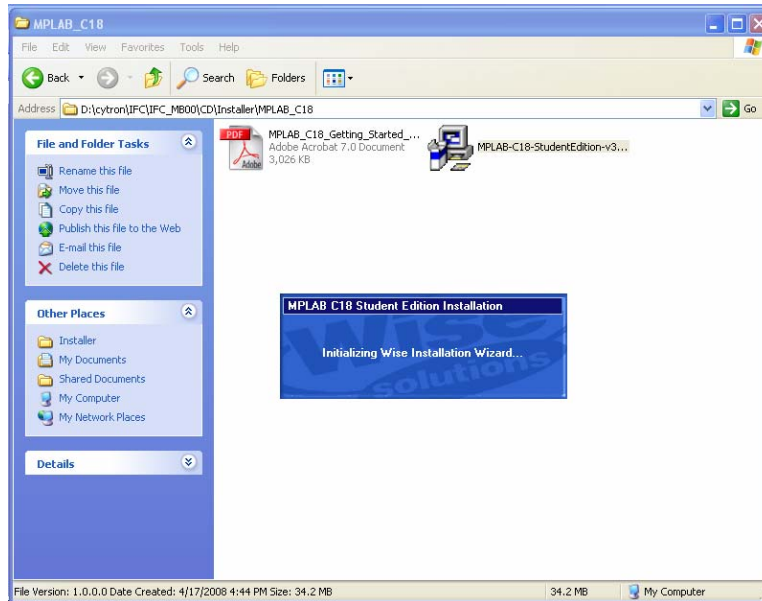 MPLAB_C18
File Edit View Favorites Tools Help
Back Search Folders
Address D:\cytron\IFC\IFC_MB00\CD\Installer\MPLAB_C18 Go
File and Folder Tasks
Rename this file
Move this file
Copy this file
Publish this file to the Web
E-mail this file
Delete this file
Other Places
Installer
My Documents
Shared Documents
My Computer
My Network Places
Details
PDF
Adobe
MPLAB_C18_Getting_Started_...
Adobe Acrobat 7.0 Document
3,026 KB
MPLAB-C18-StudentEdition-v3...
MPLAB C18 Student Edition Installation
Wise
Initializing Wise Installation Wizard...
solutions
File Version: 1.0.0.0 Date Created: 4/17/2008 4:44 PM Size: 34.2 MB 34.2 MB My Computer